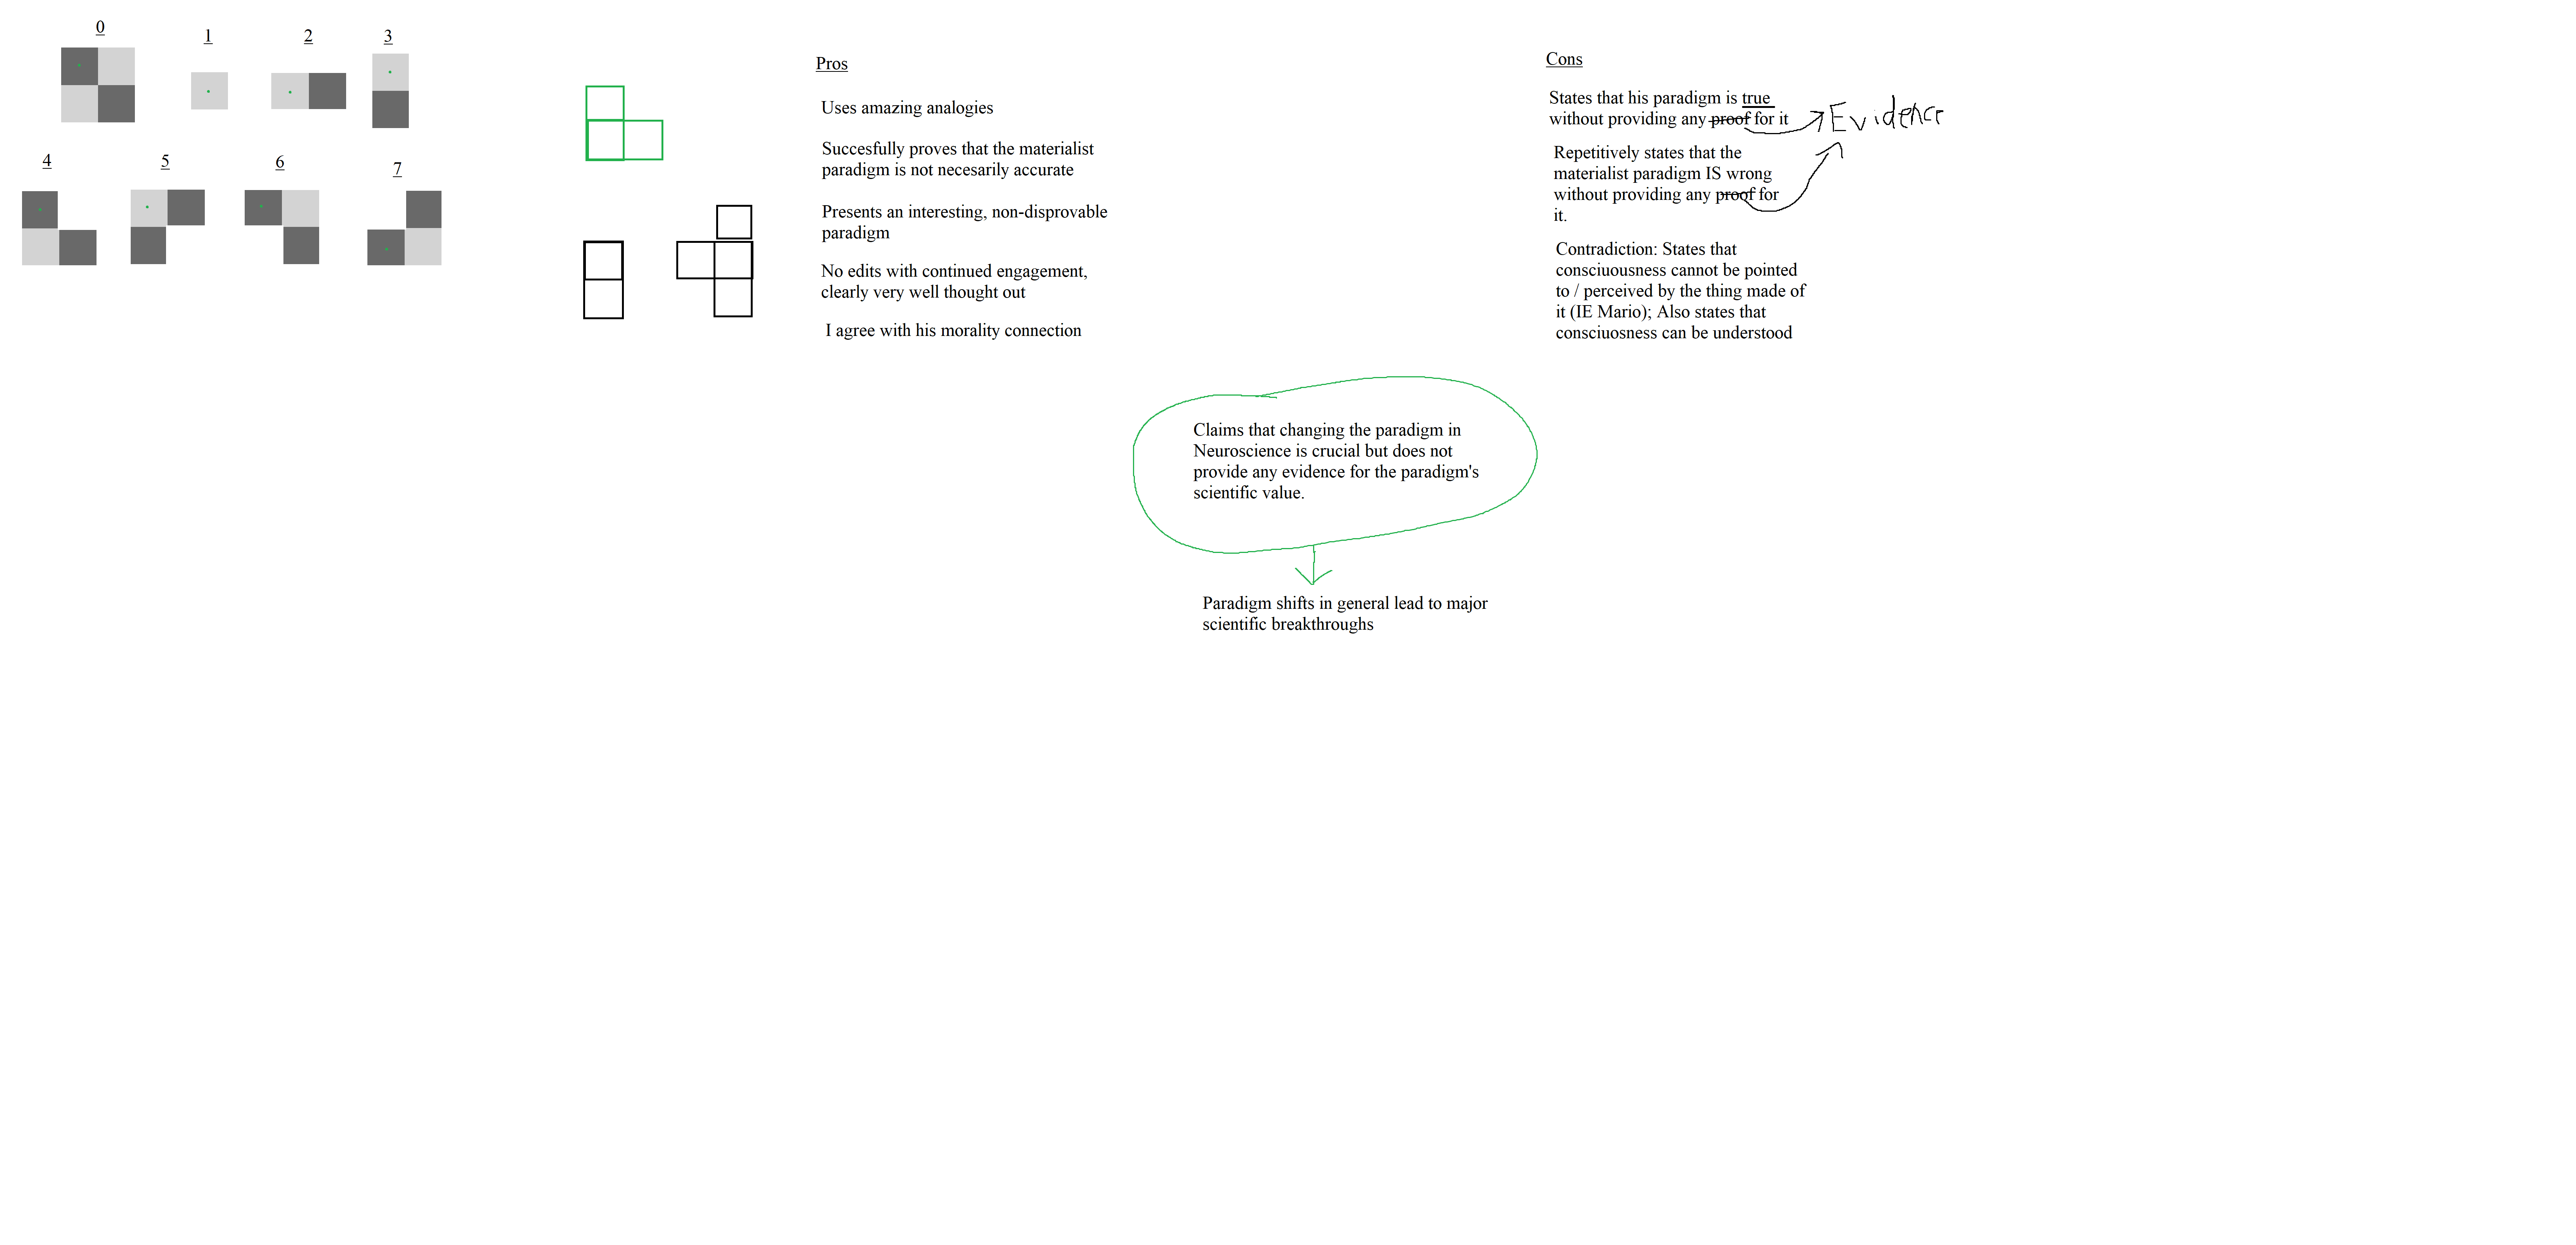 0
1
2
3
4
5
6
7
Pros
Uses amazing analogies
Succesfully proves that the materialist
paradigm is not necesarily accurate
Presents an interesting, non-disprovable
paradigm
No edits with continued engagement,
clearly very well thought out
I agree with his morality connection
Cons
States that his paradigm is true
without providing any proof for it
Evidence
Repetitively states that the
materialist paradigm IS wrong
without providing any proof for
it.
Contradiction: States that
consciuousness cannot be pointed
to / perceived by the thing made of
it (IE Mario); Also states that
consciuosness can be understood
Claims that changing the paradigm in
Neuroscience is crucial but does not
provide any evidence for the paradigm's
scientific value.
Paradigm shifts in general lead to major
scientific breakthroughs